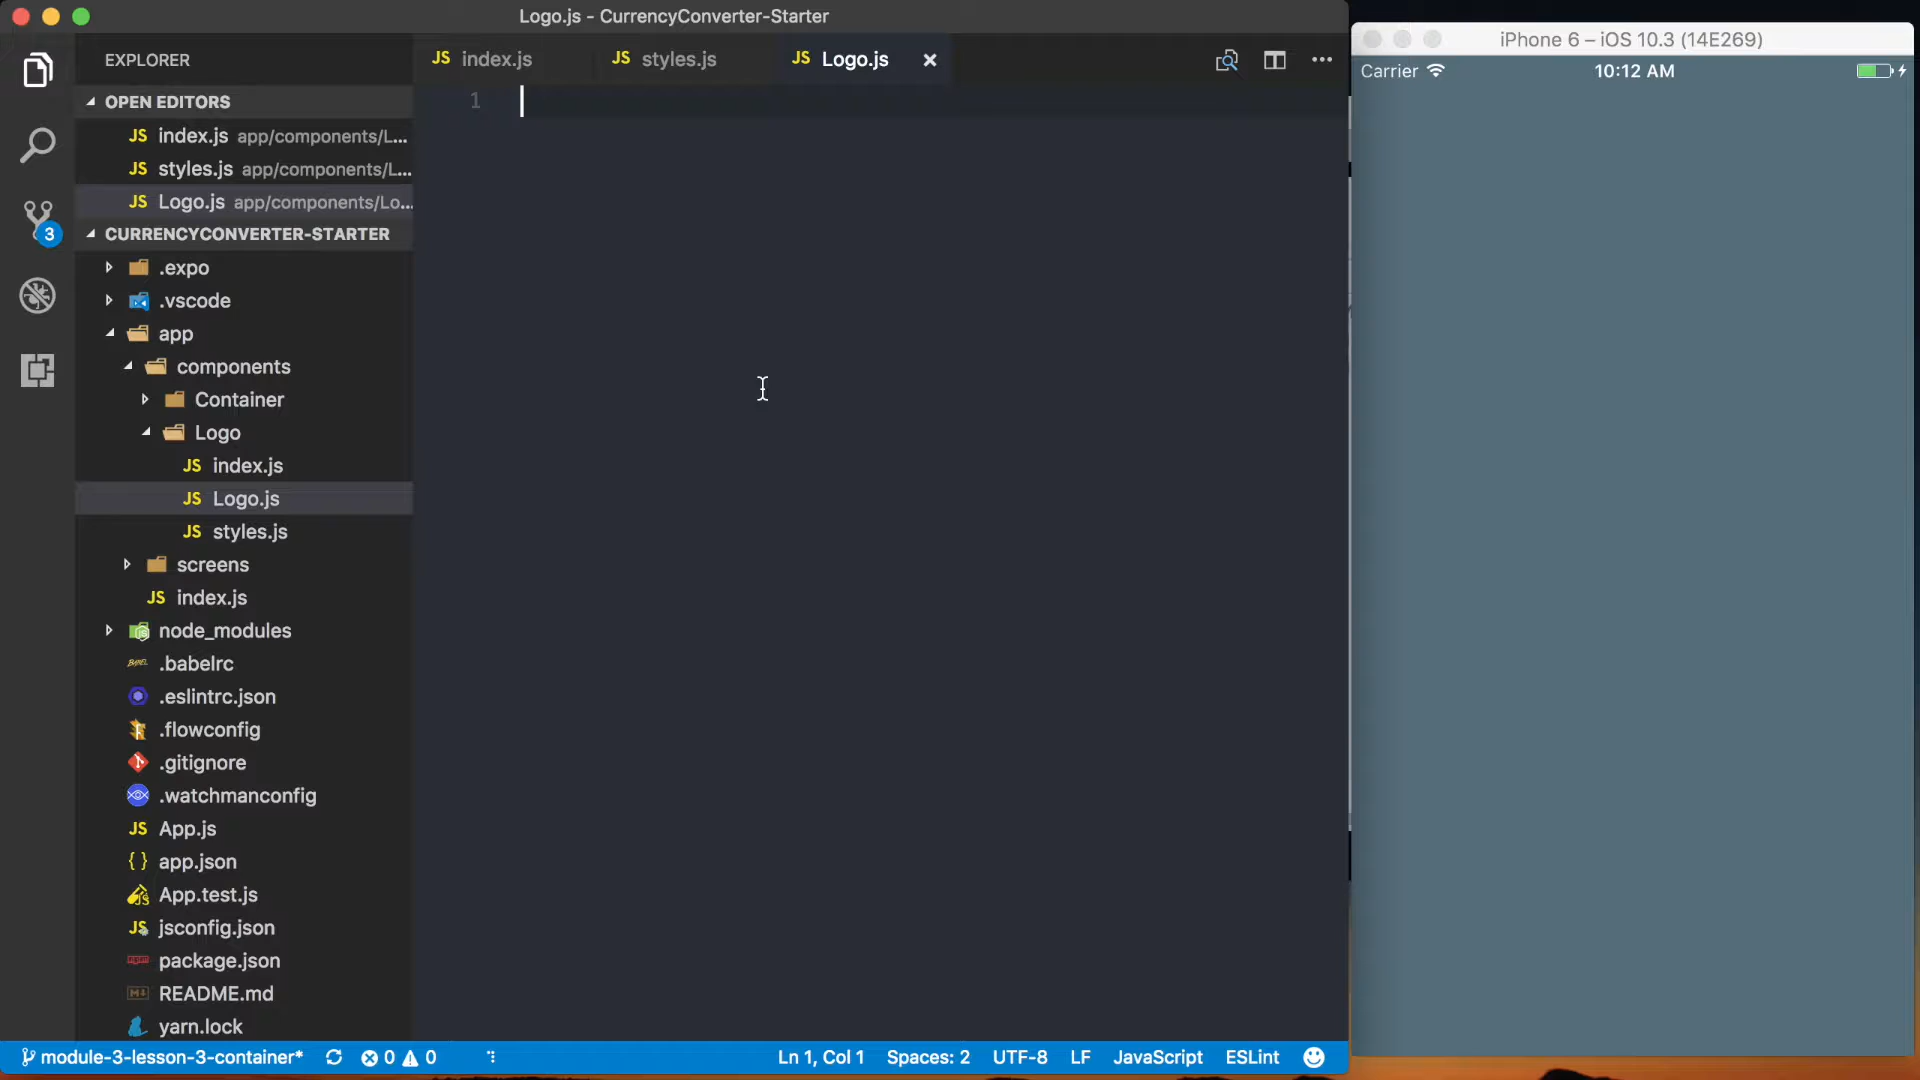 Logo.js - CurrencyConverter-Starter
EXPLORER
OPEN EDITORS
JS index.js app/components/L...
JS styles.js app/components/L...
JS Logo.js app/components/Lo...
CURRENCYCONVERTER-STARTER
.expo
.vscode
app
components
Container
Logo
JS index.js
JS Logo.js
JS styles.js
screens
JS index.js
node_modules
BABEL .babelrc
.eslintrc.json
.flowconfig
.gitignore
.watchmanconfig
JS App.js
{ } app.json
App.test.js
JS jsconfig.json
npm package.json
M README.md
yarn.lock
3
JS index.js
JS styles.js
JS Logo.js
1
module-3-lesson-3-container* 0 0
Ln 1, Col 1 Spaces: 2 UTF-8 LF JavaScript ESLint
iPhone 6 – iOS 10.3 (14E269)
Carrier 10:12 AM